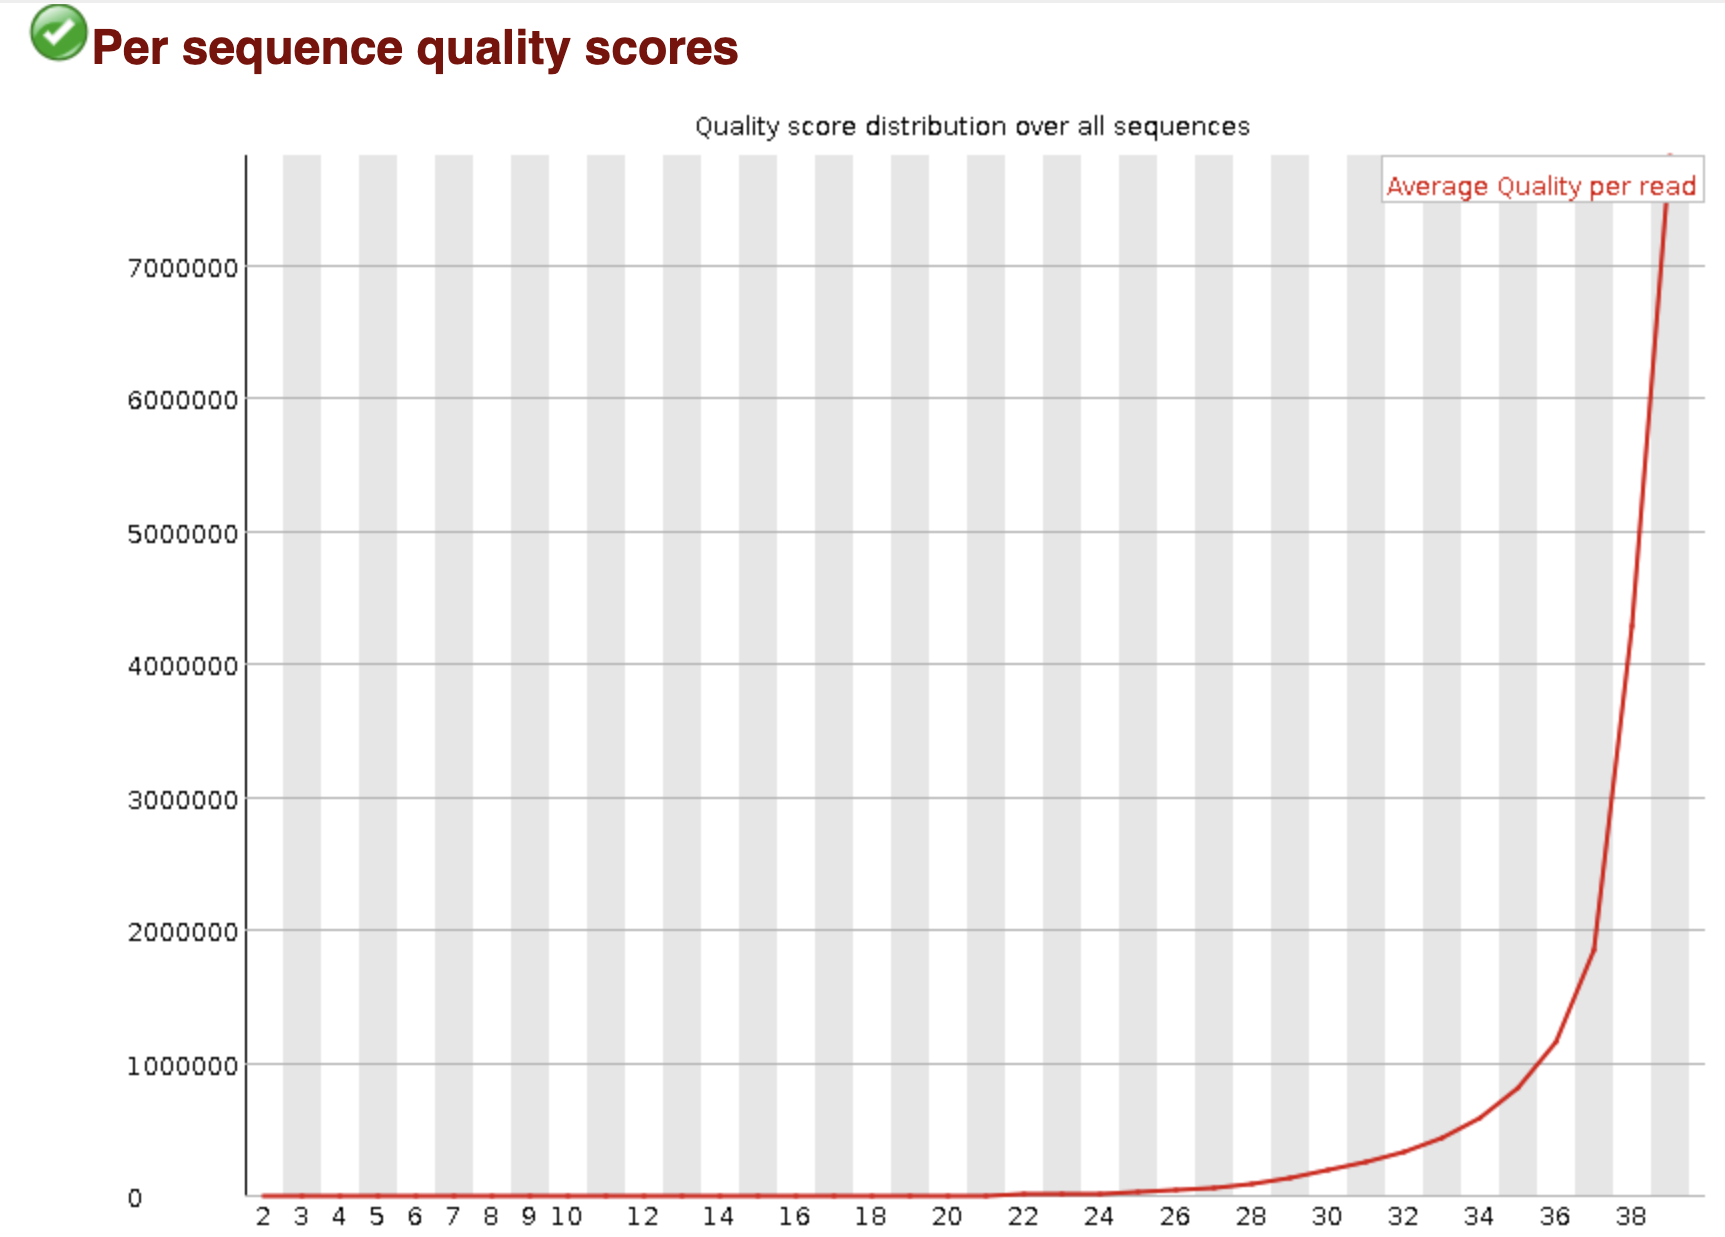 Per sequence quality scores
Quality score distribution over all sequences
Average Quality per read
7000000
6000000
5000000
4000000
3000000
2000000
1000000
0
2 3 4 5 6 7 8 9 10 12 14 16 18 20 22 24 26 28 30 32 34 36 38